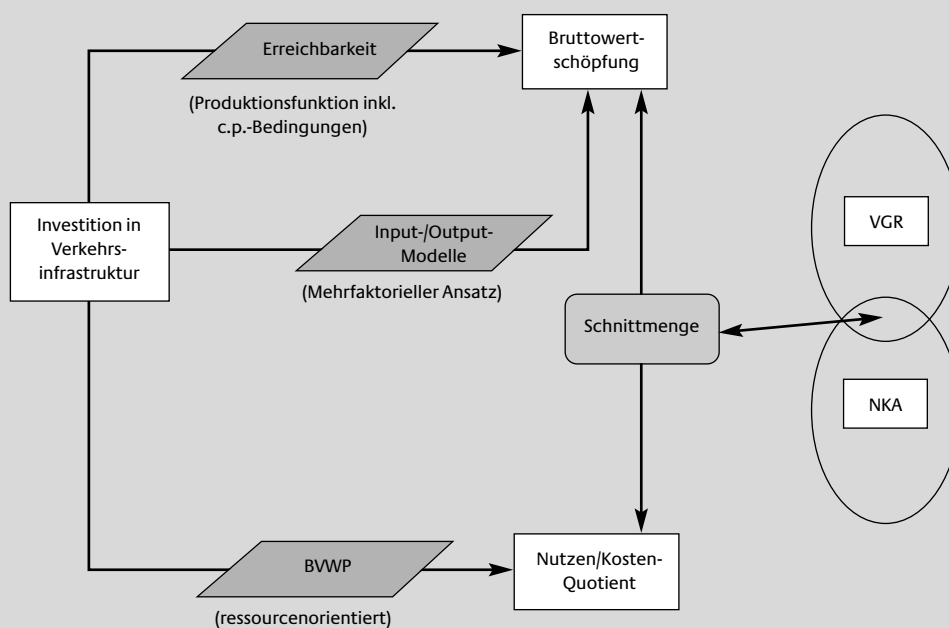 Erreichbarkeit
(Produktionsfunktion inkl.
c.p.-Bedingungen)
Bruttowert-
schöpfung
Investition in
Verkehrs-
infrastruktur
Input-/Output-
Modelle
(Mehrfaktorieller Ansatz)
VGR
Schnittmenge
NKA
BVWP
(ressourcenorientiert)
Nutzen/Kosten-
Quotient